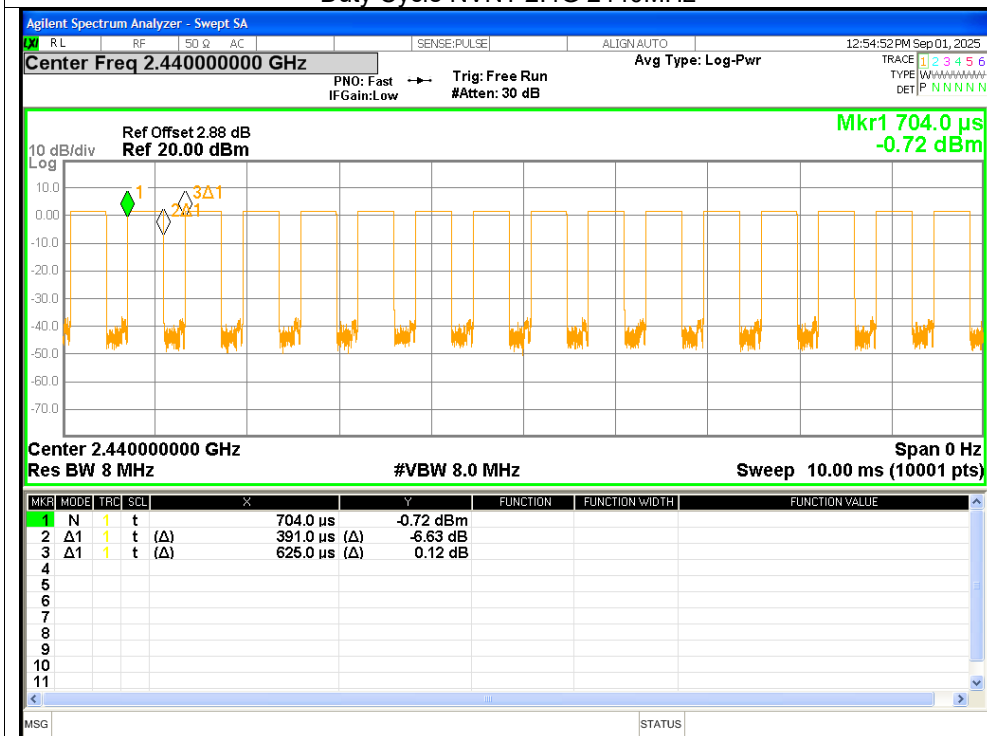 Agilent Spectrum Analyzer - Swept SA
LXI RL RF 50 Ω AC SENSE:PULSE ALIGN AUTO 12:54:52 PM Sep 01, 2025
Center Freq 2.440000000 GHz Avg Type: Log-Pwr TRACE 1 2 3 4 5 6
PNO: Fast Trig: Free Run TYPE W
IFGain:Low #Atten: 30 dB DET P N N N N N
Mkr1 704.0 µs
-0.72 dBm
Ref Offset 2.88 dB
10 dB/div Ref 20.00 dBm
Log
10.0
0.00
-10.0
-20.0
-30.0
-40.0
-50.0
-60.0
-70.0
1
2Δ1
3Δ1
Center 2.440000000 GHz Span 0 Hz
Res BW 8 MHz #VBW 8.0 MHz Sweep 10.00 ms (10001 pts)
MKR MODE TRC SCL X Y FUNCTION FUNCTION WIDTH FUNCTION VALUE
1 N 1 t 704.0 µs -0.72 dBm
2 Δ1 1 t (Δ) 391.0 µs (Δ) -6.63 dB
3 Δ1 1 t (Δ) 625.0 µs (Δ) 0.12 dB
4
5
6
7
8
9
10
11
MSG STATUS